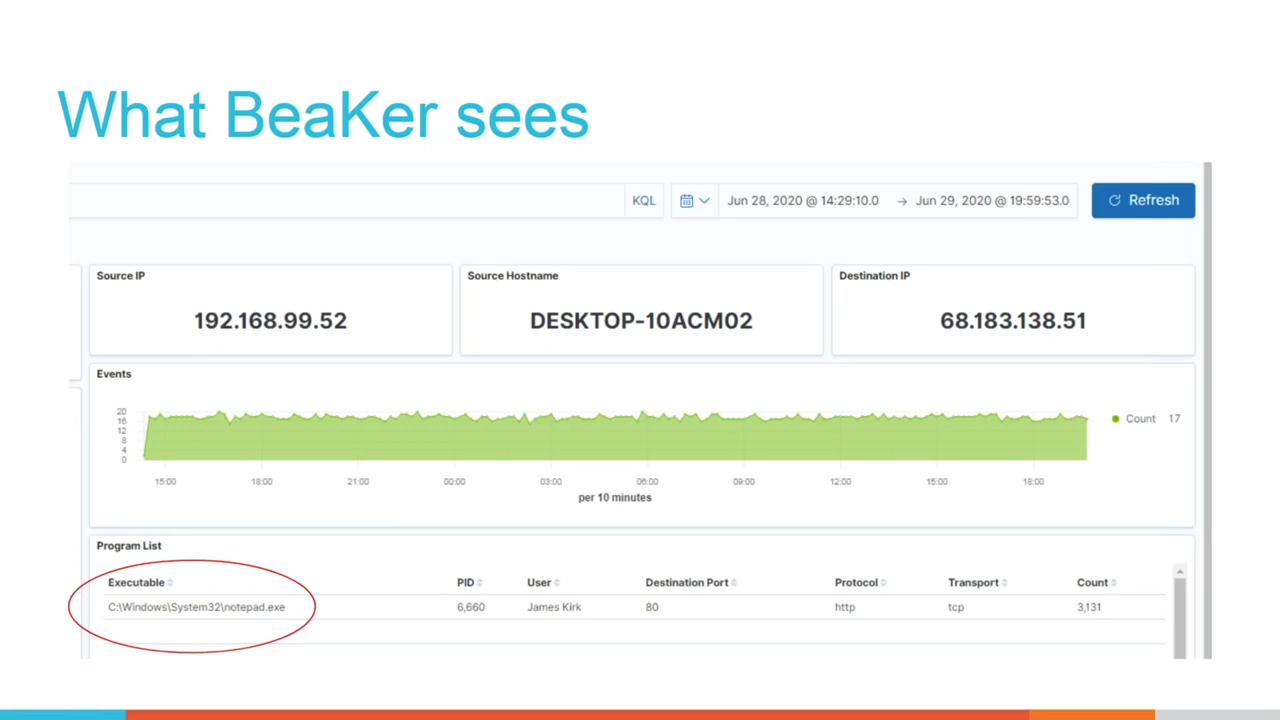 What BeaKer sees
KQL
Jun 28, 2020 @ 14:29:10.0 → Jun 29, 2020 @ 19:59:53.0
Refresh
Source IP
192.168.99.52
Source Hostname
DESKTOP-10ACM02
Destination IP
68.183.138.51
Events
20
16
12
8
4
0
15:00 18:00 21:00 00:00 03:00 06:00 09:00 12:00 15:00 18:00
per 10 minutes
Count 17
Program List
Executable PID User Destination Port Protocol Transport Count
C:\Windows\System32\notepad.exe 6,660 James Kirk 80 http tcp 3,131